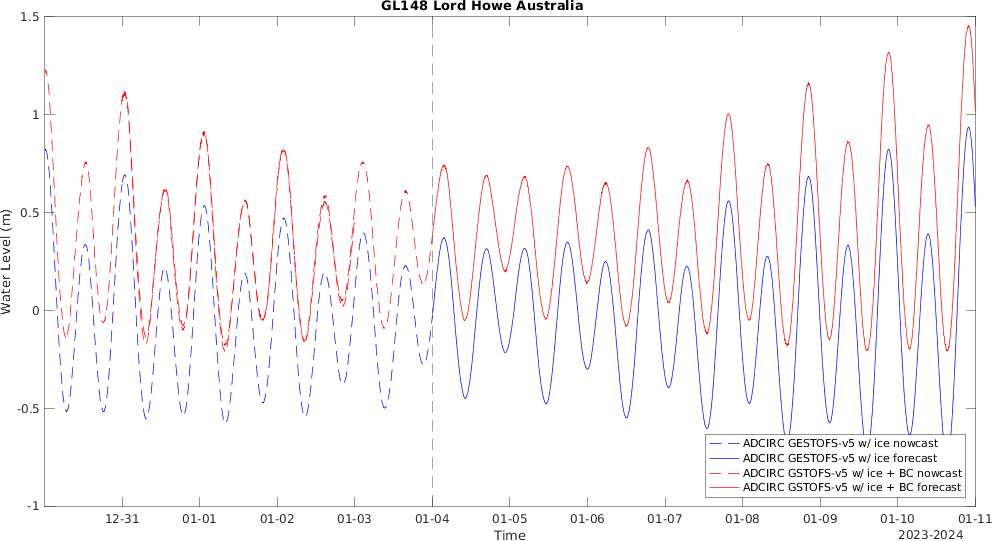 GL148 Lord Howe Australia
1.5
1
0.5
0
-0.5
-1
Water Level (m)
ADCIRC GESTOFS-v5 w/ ice nowcast
ADCIRC GESTOFS-v5 w/ ice forecast
ADCIRC GSTOFS-v5 w/ ice + BC nowcast
ADCIRC GSTOFS-v5 w/ ice + BC forecast
12-31 01-01 01-02 01-03 01-04 01-05 01-06 01-07 01-08 01-09 01-10 01-11
Time
2023-2024